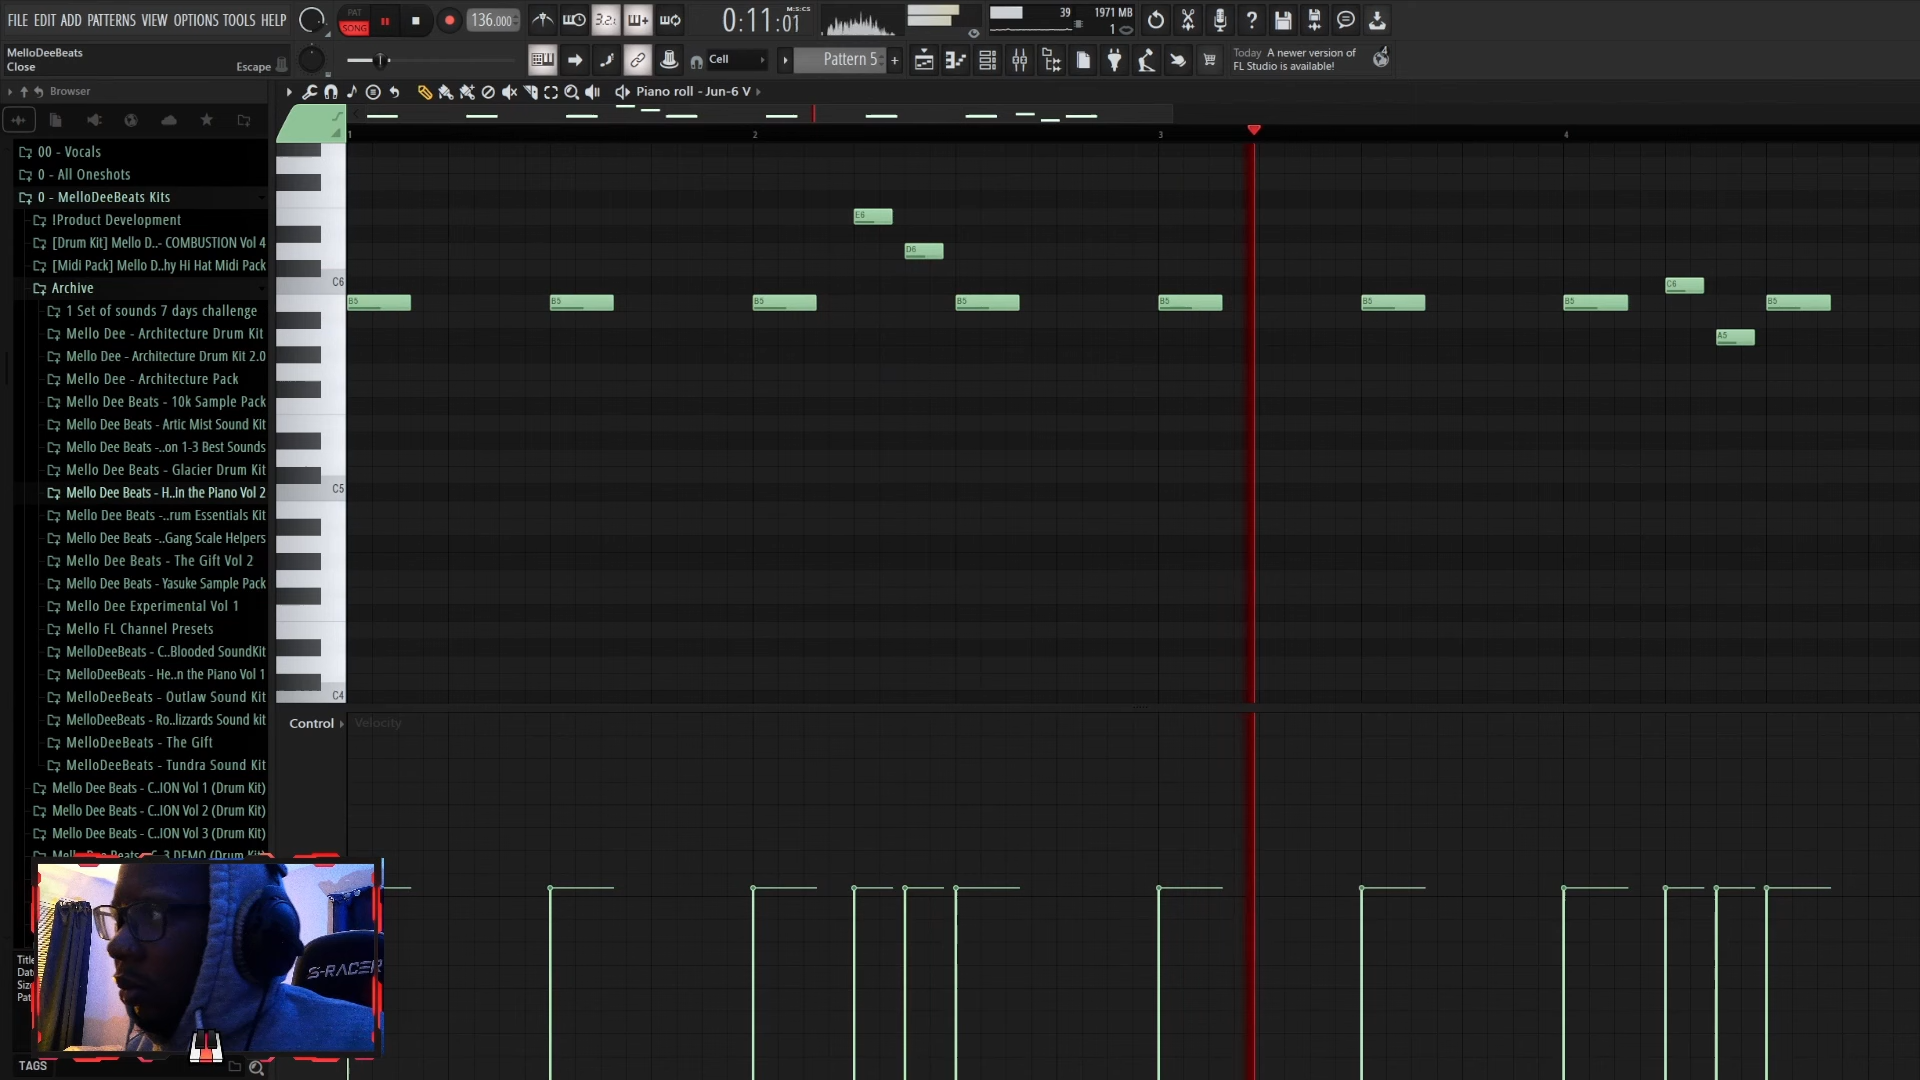 FILE EDIT ADD PATTERNS VIEW OPTIONS TOOLS HELP
PAT
SONG
136.000
3.2.1
0:11:01
M:S:CS
39
1971 MB
1
MelloDeeBeats
Close
Escape
Cell
Pattern 5
+
Today A newer version of
FL Studio is available!
4
Browser
Piano roll - Jun-6 V
1
2
3
4
00 - Vocals
0 - All Oneshots
0 - MelloDeeBeats Kits
!Product Development
[Drum Kit] Mello D..- COMBUSTION Vol 4
[Midi Pack] Mello D..hy Hi Hat Midi Pack
Archive
1 Set of sounds 7 days challenge
Mello Dee - Architecture Drum Kit
Mello Dee - Architecture Drum Kit 2.0
Mello Dee - Architecture Pack
Mello Dee Beats - 10k Sample Pack
Mello Dee Beats - Artic Mist Sound Kit
Mello Dee Beats -..on 1-3 Best Sounds
Mello Dee Beats - Glacier Drum Kit
Mello Dee Beats - H..in the Piano Vol 2
Mello Dee Beats -..rum Essentials Kit
Mello Dee Beats -..Gang Scale Helpers
Mello Dee Beats - The Gift Vol 2
Mello Dee Beats - Yasuke Sample Pack
Mello Dee Experimental Vol 1
Mello FL Channel Presets
MelloDeeBeats - C..Blooded SoundKit
MelloDeeBeats - He..n the Piano Vol 1
MelloDeeBeats - Outlaw Sound Kit
MelloDeeBeats - Ro..lizzards Sound kit
MelloDeeBeats - The Gift
MelloDeeBeats - Tundra Sound Kit
Mello Dee Beats - C..ION Vol 1 (Drum Kit)
Mello Dee Beats - C..ION Vol 2 (Drum Kit)
Mello Dee Beats - C..ION Vol 3 (Drum Kit)
Mello Dee Beats - C..3 DEMO (Drum Kit)
E6
D6
C6
C6
B5
B5
B5
B5
B5
B5
B5
B5
A5
C5
C4
Control
Velocity
S-RACER
TAGS